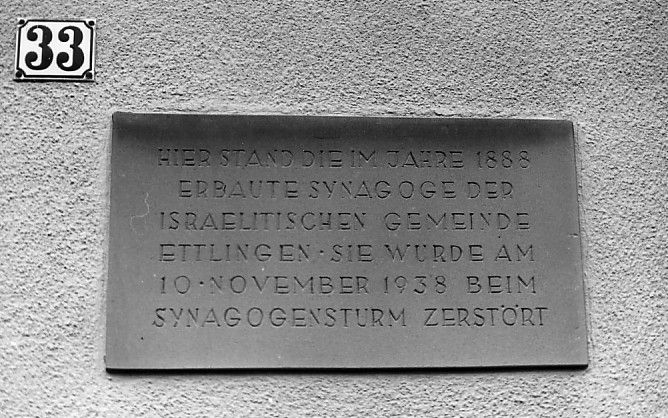 33
HIER STAND DIE IM JAHRE 1888
ERBAUTE SYNAGOGE DER
ISRAELITISCHEN GEMEINDE
ETTLINGEN · SIE WURDE AM
10 · NOVEMBER 1938 BEIM
SYNAGOGENSTURM ZERSTÖRT